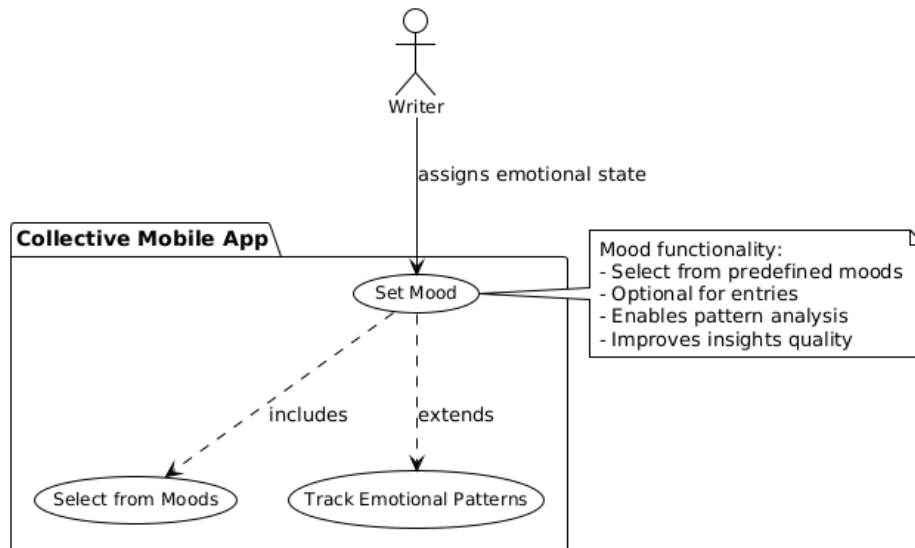 Writer
assigns emotional state
Collective Mobile App
Mood functionality:
- Select from predefined moods
- Optional for entries
- Enables pattern analysis
- Improves insights quality
Set Mood
includes
extends
Select from Moods
Track Emotional Patterns